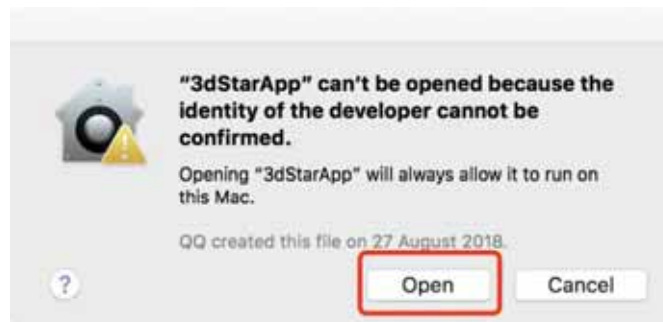 “3dStarApp” can't be opened because the
identity of the developer cannot be
confirmed.
Opening “3dStarApp” will always allow it to run on
this Mac.
QQ created this file on 27 August 2018.
?
Open
Cancel